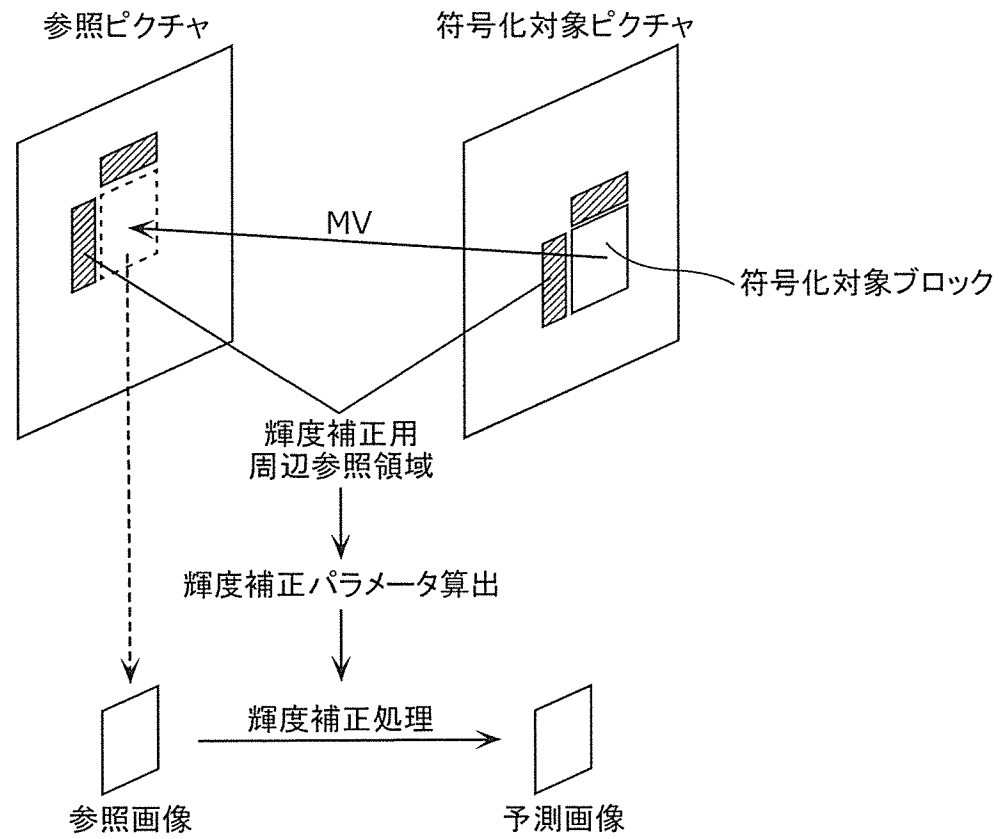 参照ピクチャ
符号化対象ピクチャ
MV
符号化対象ブロック
輝度補正用
周辺参照領域
輝度補正パラメータ算出
輝度補正処理
参照画像
予測画像